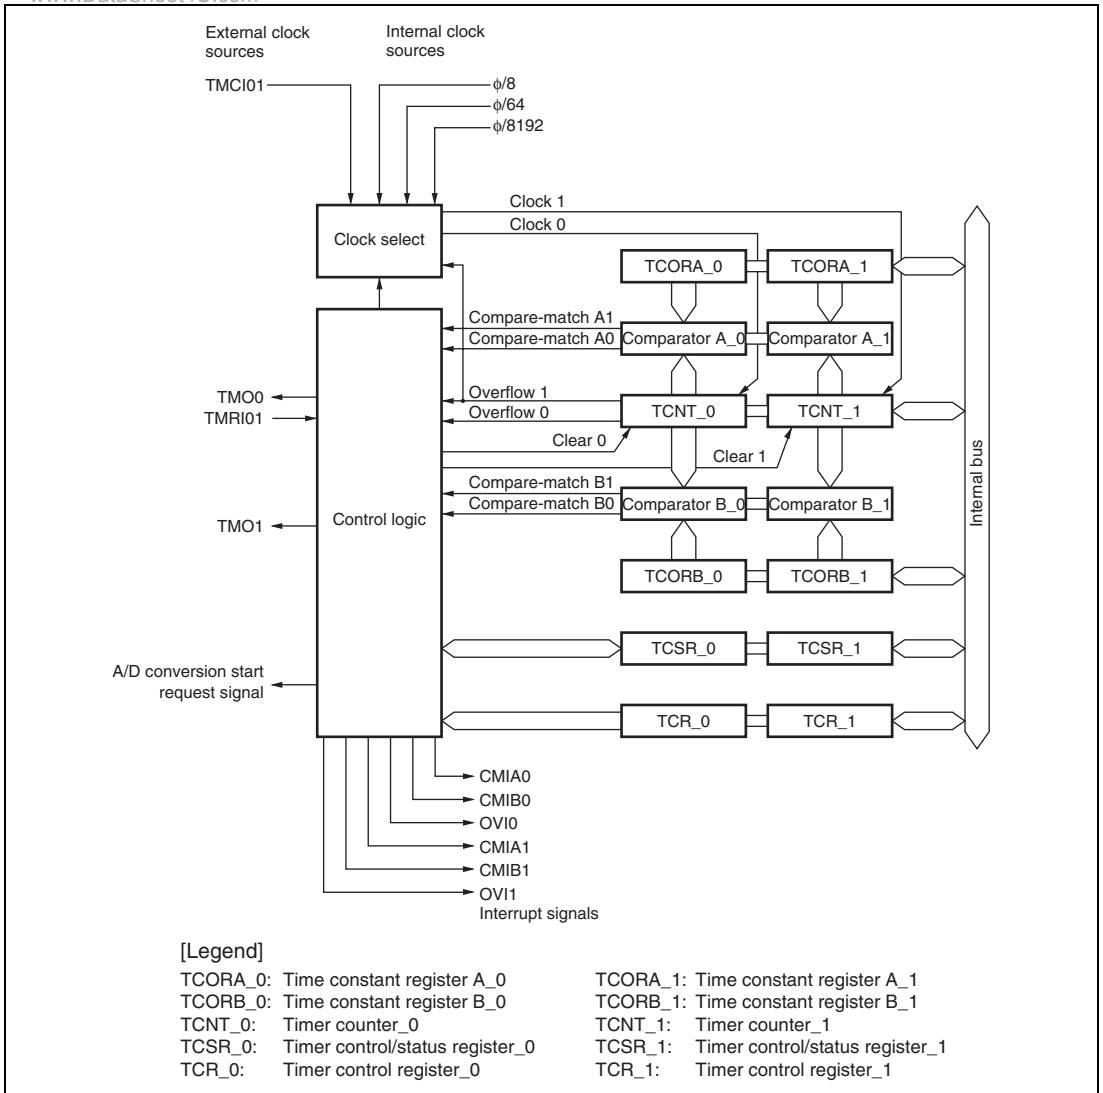 www.DataSheet4U.com
External clock
sources
Internal clock
sources
TMCI01
ϕ/8
ϕ/64
ϕ/8192
Clock 1
Clock 0
Clock select
TCORA_0
TCORA_1
Compare-match A1
Compare-match A0
Comparator A_0
Comparator A_1
TMO0
TMRI01
Overflow 1
Overflow 0
TCNT_0
TCNT_1
Clear 0
Clear 1
Internal bus
Compare-match B1
Compare-match B0
Comparator B_0
Comparator B_1
Control logic
TMO1
TCORB_0
TCORB_1
TCSR_0
TCSR_1
A/D conversion start
request signal
TCR_0
TCR_1
CMIA0
CMIB0
OVI0
CMIA1
CMIB1
OVI1
Interrupt signals
[Legend]
TCORA_0: Time constant register A_0
TCORB_0: Time constant register B_0
TCNT_0: Timer counter_0
TCSR_0: Timer control/status register_0
TCR_0: Timer control register_0
TCORA_1: Time constant register A_1
TCORB_1: Time constant register B_1
TCNT_1: Timer counter_1
TCSR_1: Timer control/status register_1
TCR_1: Timer control register_1